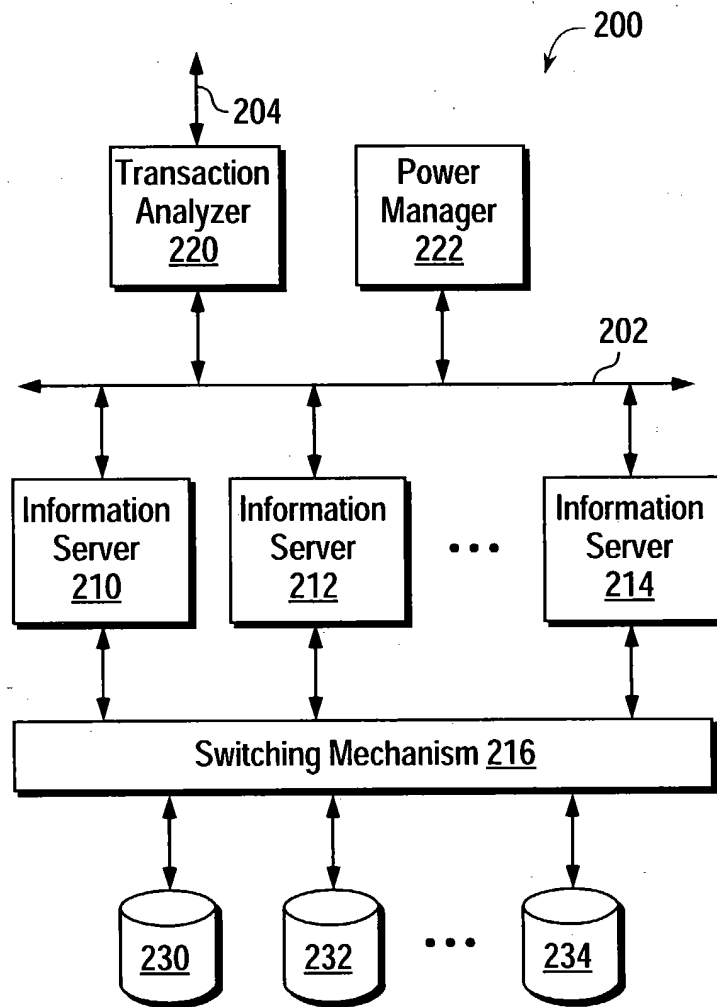 200
204
Transaction
Analyzer
220
Power
Manager
222
202
Information
Server
210
Information
Server
212
Information
Server
214
Switching Mechanism 216
230
232
234